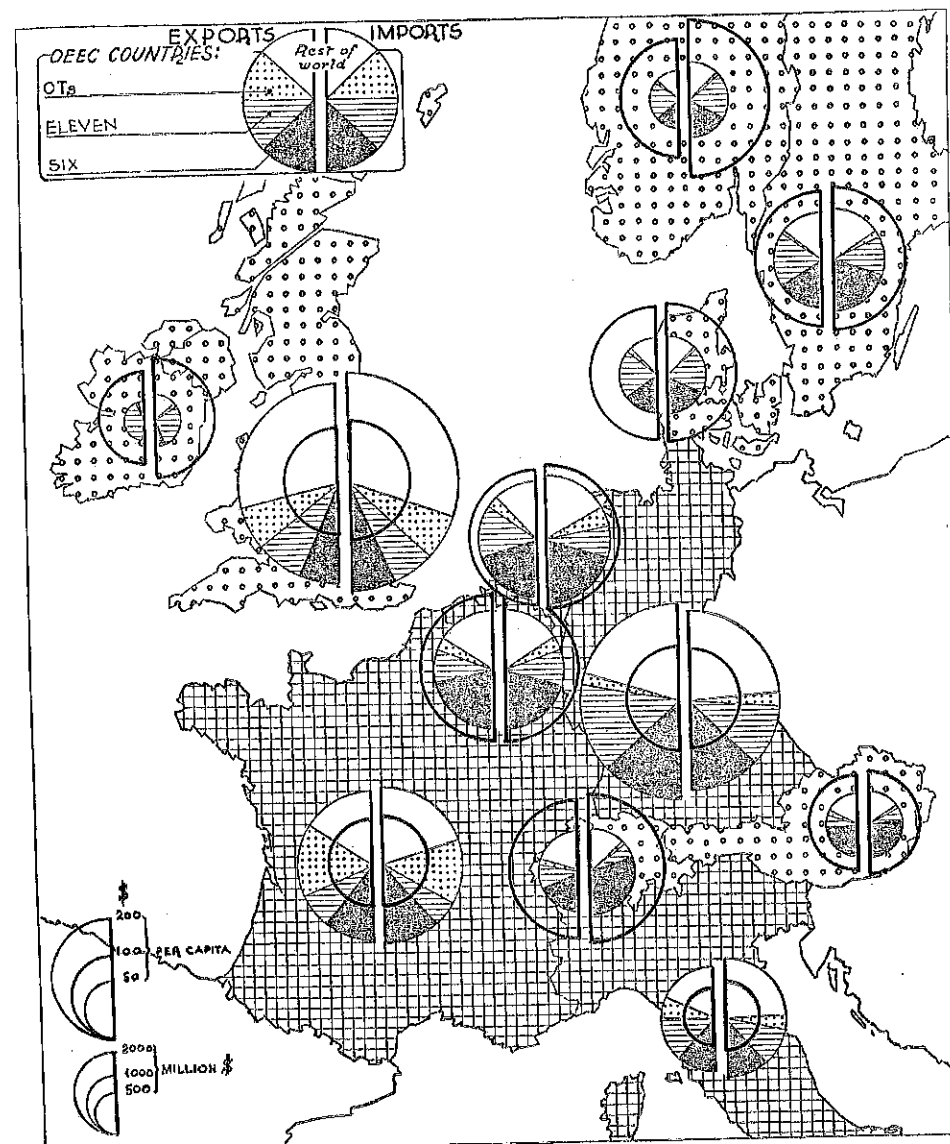 EXPORTS IMPORTS
OEEC COUNTRIES:
Rest of
world
OTs
ELEVEN
SIX
$
200
100
50
PER CAPITA
2000
1000
500
MILLION $